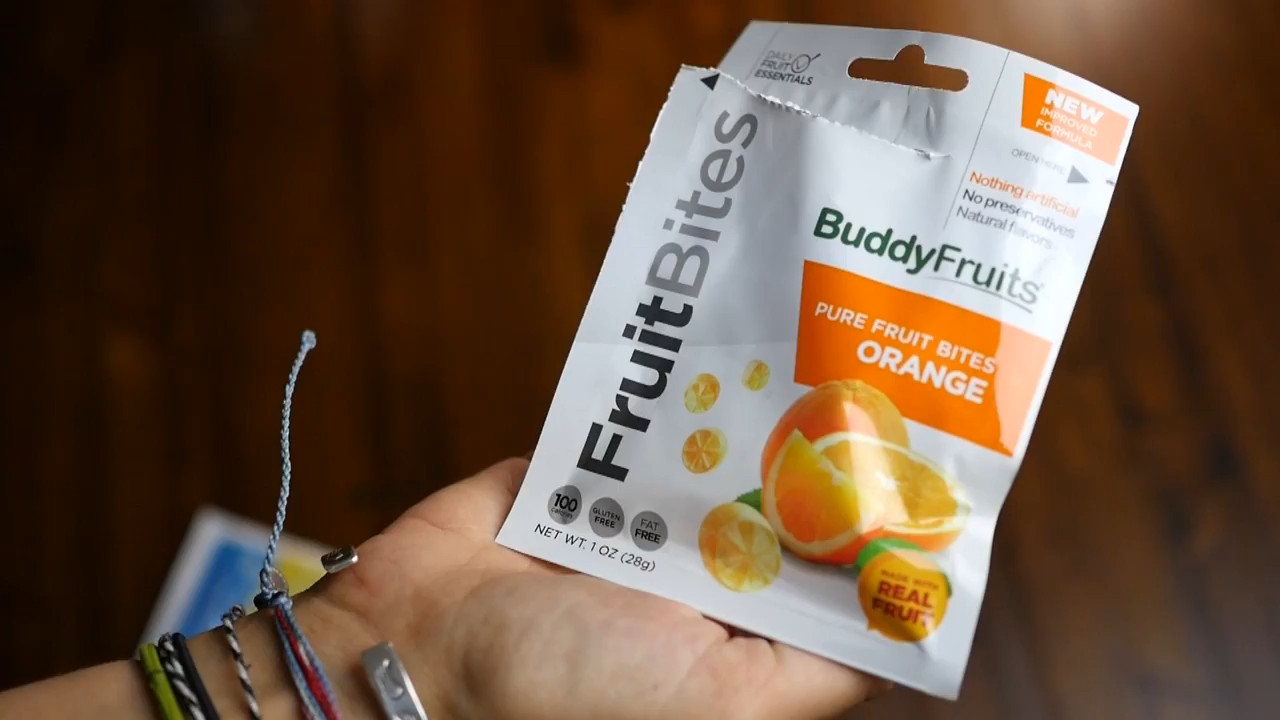 DAILY
FRUIT
ESSENTIALS
NEW
IMPROVED
FORMULA
OPEN HERE
Nothing artificial
No preservatives
Natural flavors
BuddyFruits
PURE FRUIT BITES
ORANGE
FruitBites
100
calories
GLUTEN
FREE
FAT
FREE
NET WT. 1 OZ (28g)
MADE WITH
REAL
FRUIT